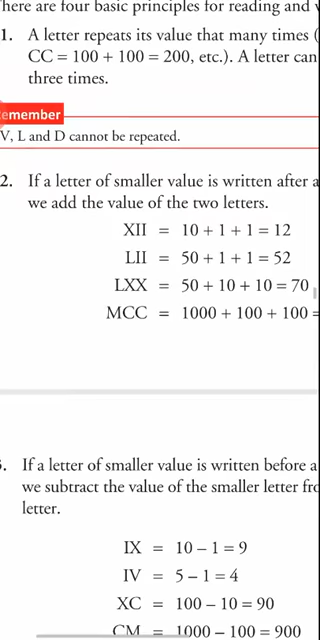 here are four basic principles for reading and
1. A letter repeats its value that many times (
CC = 100 + 100 = 200, etc.). A letter can
three times.
emember
V, L and D cannot be repeated.
2. If a letter of smaller value is written after a
we add the value of the two letters.
XII = 10 + 1 + 1 = 12
LII = 50 + 1 + 1 = 52
LXX = 50 + 10 + 10 = 70
MCC = 1000 + 100 + 100 =
. If a letter of smaller value is written before a
we subtract the value of the smaller letter fro
letter.
IX = 10 – 1 = 9
IV = 5 – 1 = 4
XC = 100 – 10 = 90
CM = 1000 – 100 = 900